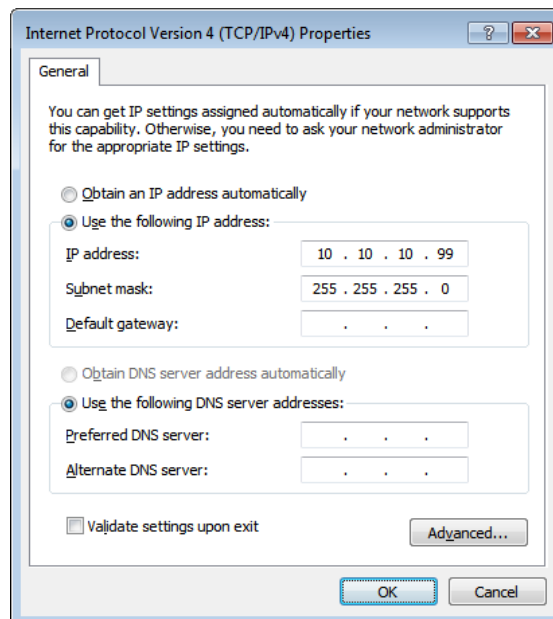 Internet Protocol Version 4 (TCP/IPv4) Properties
General
You can get IP settings assigned automatically if your network supports
this capability. Otherwise, you need to ask your network administrator
for the appropriate IP settings.
Obtain an IP address automatically
Use the following IP address:
IP address: 10 . 10 . 10 . 99
Subnet mask: 255 . 255 . 255 . 0
Default gateway: . . .
Obtain DNS server address automatically
Use the following DNS server addresses:
Preferred DNS server: . . .
Alternate DNS server: . . .
Validate settings upon exit
Advanced...
OK Cancel